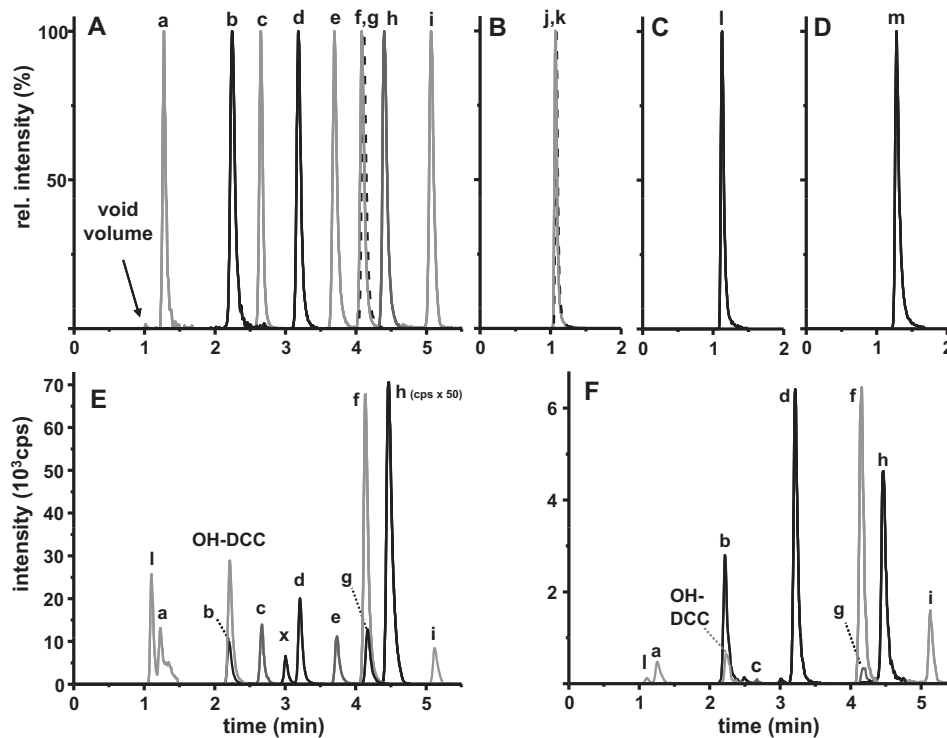 A
a
b
c
d
e
f,g
h
i
B
j,k
C
l
D
m
100
50
rel. intensity (%)
void
volume
0
1
2
3
4
5
0
1
2
0
1
2
0
1
2
E
70
60
50
40
30
20
10
0
intensity (10³cps)
l
a
OH-DCC
b
c
x
d
e
f
g
h (cps x 50)
i
0
1
2
3
4
5
time (min)
F
6
4
2
l
a
OH-
DCC
b
c
d
f
g
h
i
0
1
2
3
4
5
time (min)